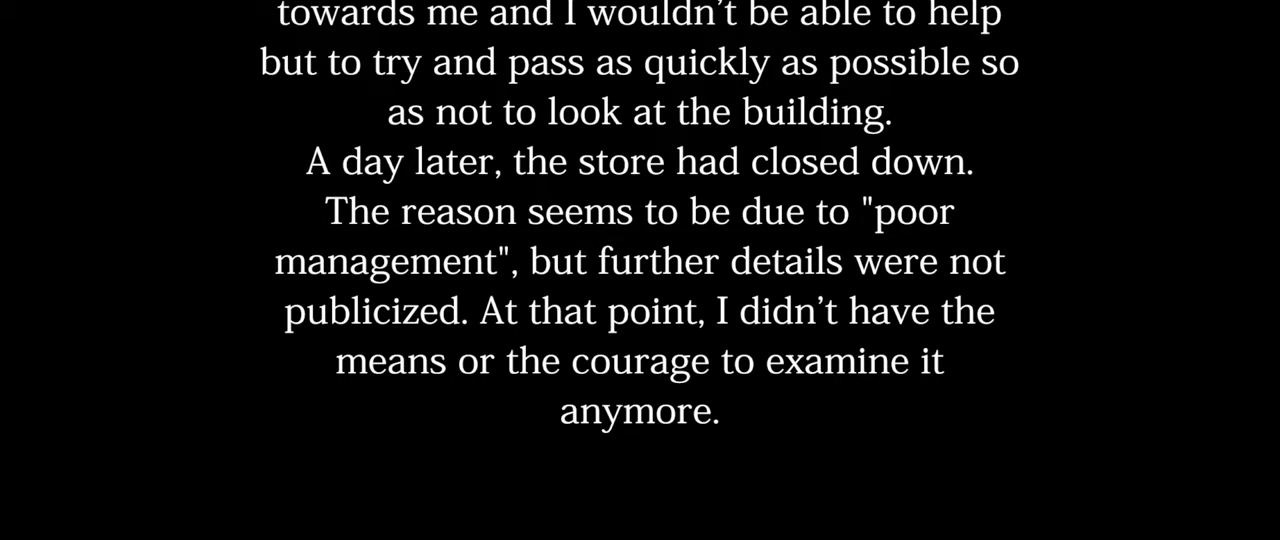 towards me and I wouldn’t be able to help
but to try and pass as quickly as possible so
as not to look at the building.
A day later, the store had closed down.
The reason seems to be due to "poor
management", but further details were not
publicized. At that point, I didn’t have the
means or the courage to examine it
anymore.